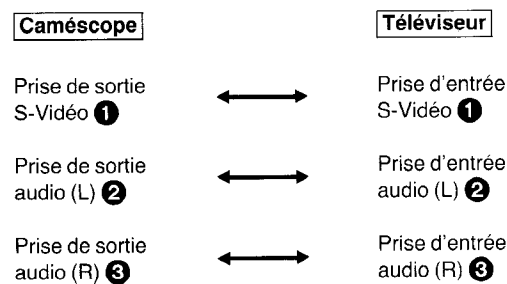 Caméscope
Téléviseur
Prise de sortie
S-Vidéo ❶
Prise d'entrée
S-Vidéo ❶
Prise de sortie
audio (L) ❷
Prise d'entrée
audio (L) ❷
Prise de sortie
audio (R) ❸
Prise d'entrée
audio (R) ❸